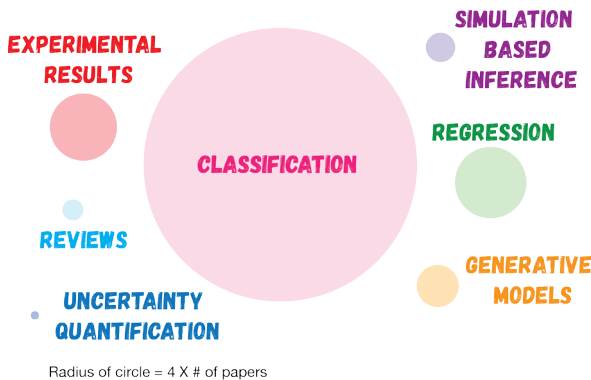 EXPERIMENTAL
RESULTS
SIMULATION
BASED
INFERENCE
CLASSIFICATION
REGRESSION
REVIEWS
GENERATIVE
MODELS
UNCERTAINTY
QUANTIFICATION
Radius of circle = 4 X # of papers